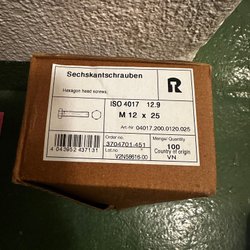 Sechskantschrauben
Hexagon head screws
ISO 4017 12.9
M 12 x 25
Art-Nr 04017.200.0120.025
Order no.
3704701-451
Lot no.
V2N58616-00
Menge/ Quantity
100
Country of origin
VN
4 043952 437131
R